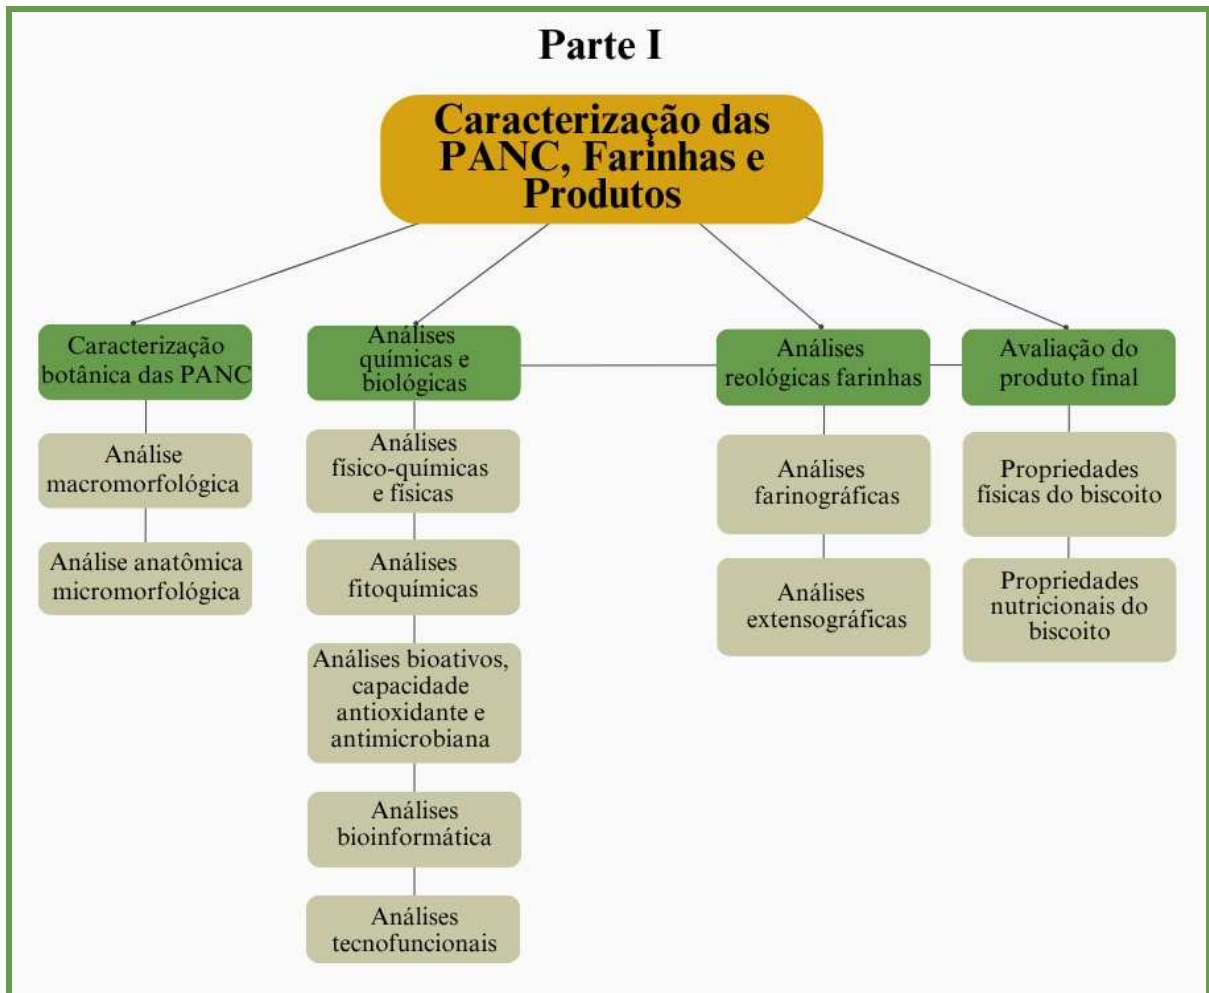 Parte I
Caracterização das
PANC, Farinhas e
Produtos
Caracterização
botânica das PANC
Análise
macromorfológica
Análise anatômica
micromorfológica
Análises
químicas e
biológicas
Análises
físico-químicas
e físicas
Análises
fitoquímicas
Análises bioativos,
capacidade
antioxidante e
antimicrobiana
Análises
bioinformática
Análises
tecnofuncionais
Análises
reológicas farinhas
Análises
farinográficas
Análises
extensográficas
Avaliação do
produto final
Propriedades
físicas do biscoito
Propriedades
nutricionais do
biscoito